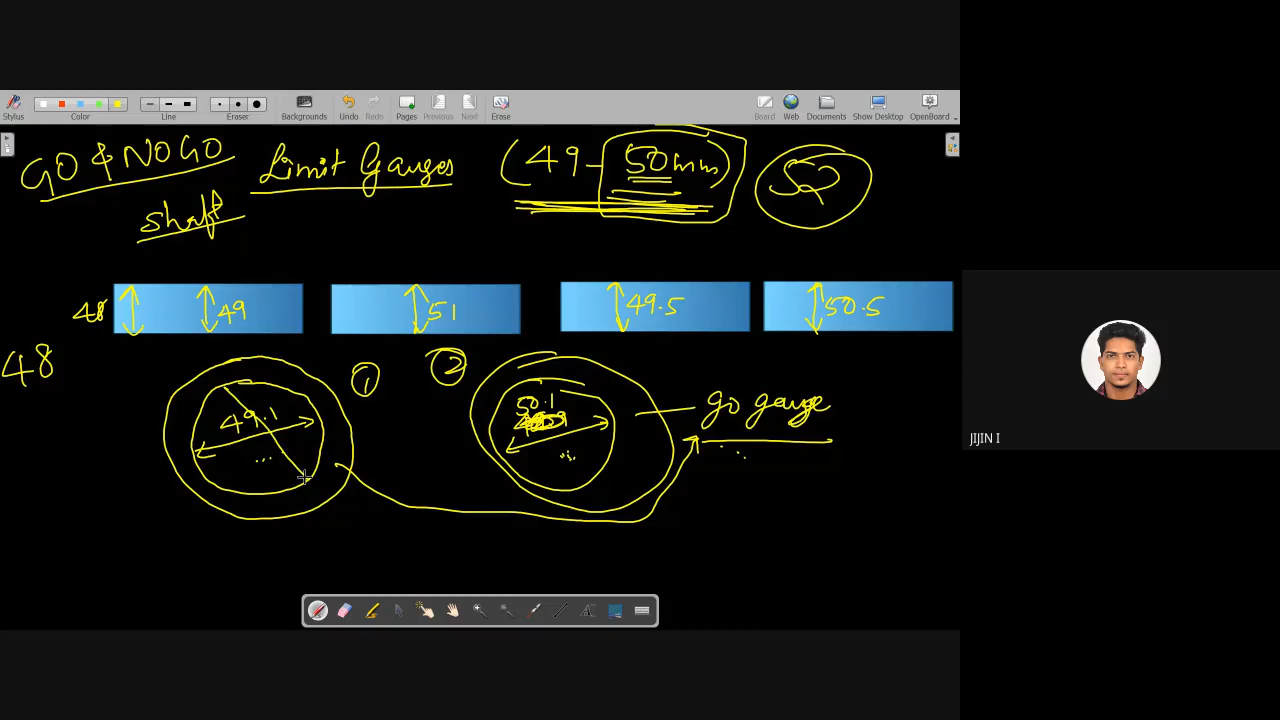 Stylus
Color
Line
Eraser
Backgrounds
Undo
Redo
Pages
Previous
Next
Erase
Board
Web
Documents
Show Desktop
OpenBoard
GO & NO GO Limit Gauges (49 - 50mm) 52
shaft
48 49 51 49.5 50.5
48
1 2
49.1 50.1 go gauge
JIJIN I